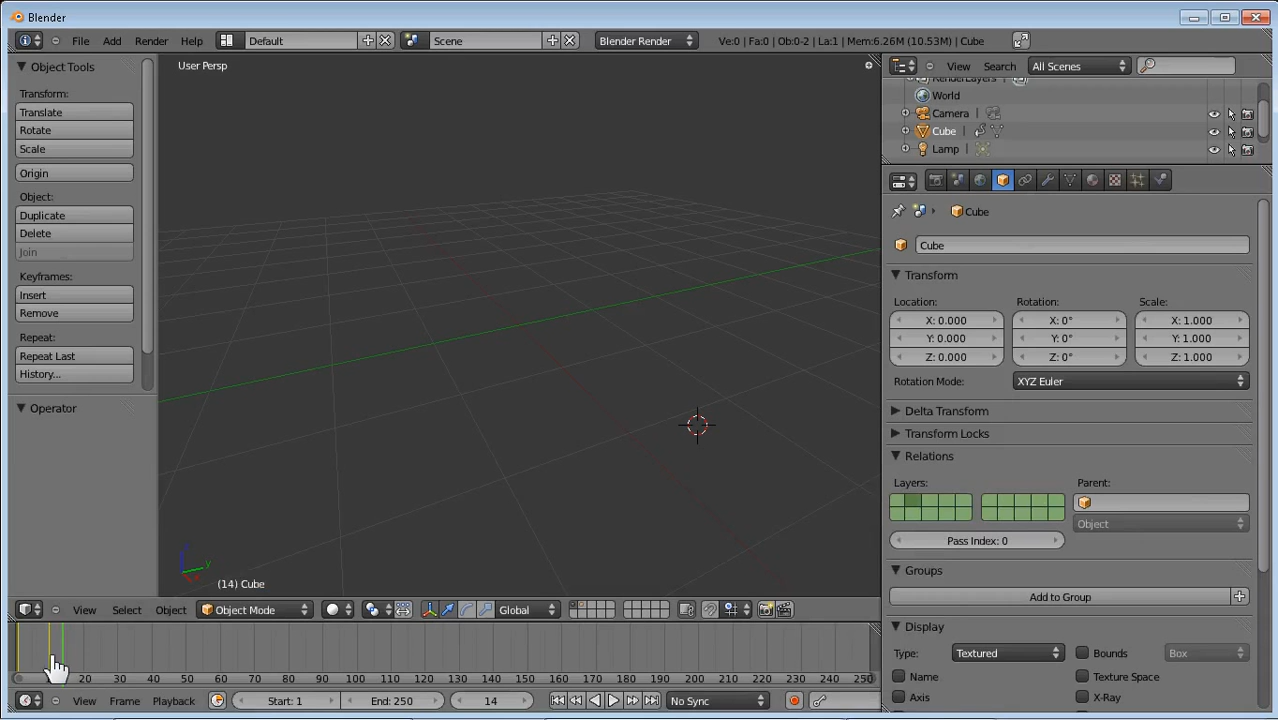 Blender
File Add Render Help Default Scene Blender Render Ve:0 | Fa:0 | Ob:0-2 | La:1 | Mem:6.26M (10.53M) | Cube
Object Tools
Transform:
Translate
Rotate
Scale
Origin
Object:
Duplicate
Delete
Join
Keyframes:
Insert
Remove
Repeat:
Repeat Last
History...
Operator
User Persp
(14) Cube
View Select Object Object Mode Global
20 30 40 50 60 70 80 90 100 110 120 130 140 150 160 170 180 190 200 210 220 230 240 250
View Frame Playback Start: 1 End: 250 14 No Sync
View Search All Scenes
RenderLayers
World
Camera
Cube
Lamp
Cube
Cube
Transform
Location: Rotation: Scale:
X: 0.000 X: 0° X: 1.000
Y: 0.000 Y: 0° Y: 1.000
Z: 0.000 Z: 0° Z: 1.000
Rotation Mode: XYZ Euler
Delta Transform
Transform Locks
Relations
Layers: Parent:
Object
Pass Index: 0
Groups
Add to Group
Display
Type: Textured Bounds Box
Name Texture Space
Axis X-Ray